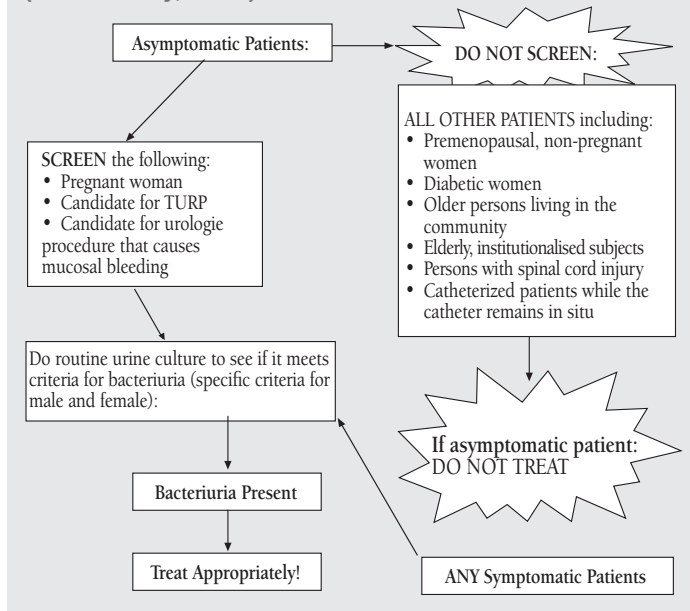 Asymptomatic Patients:
DO NOT SCREEN:
SCREEN the following:
• Pregnant woman
• Candidate for TURP
• Candidate for urologie
procedure that causes
mucosal bleeding
ALL OTHER PATIENTS including:
• Premenopausal, non-pregnant
women
• Diabetic women
• Older persons living in the
community
• Elderly, institutionalised subjects
• Persons with spinal cord injury
• Catheterized patients while the
catheter remains in situ
Do routine urine culture to see if it meets
criteria for bacteriuria (specific criteria for
male and female):
If asymptomatic patient:
DO NOT TREAT
Bacteriuria Present
Treat Appropriately!
ANY Symptomatic Patients